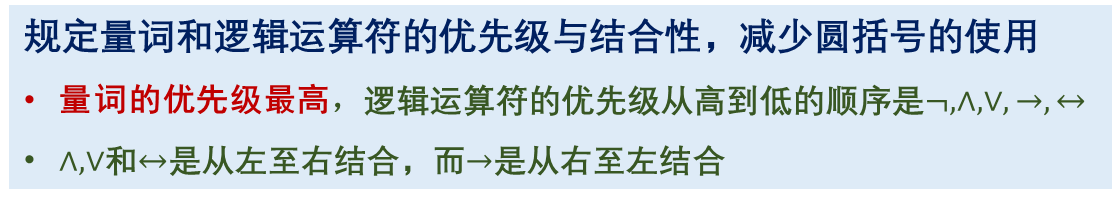 规定量词和逻辑运算符的优先级与结合性，减少圆括号的使用
• 量词的优先级最高，逻辑运算符的优先级从高到低的顺序是¬,∧,∨, →, ↔
• ∧,∨和↔是从左至右结合，而→是从右至左结合